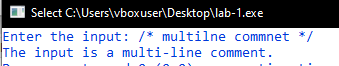 Select C:\Users\vboxuser\Desktop\lab-1.exe
Enter the input: /* multilne commnet */
The input is a multi-line comment.